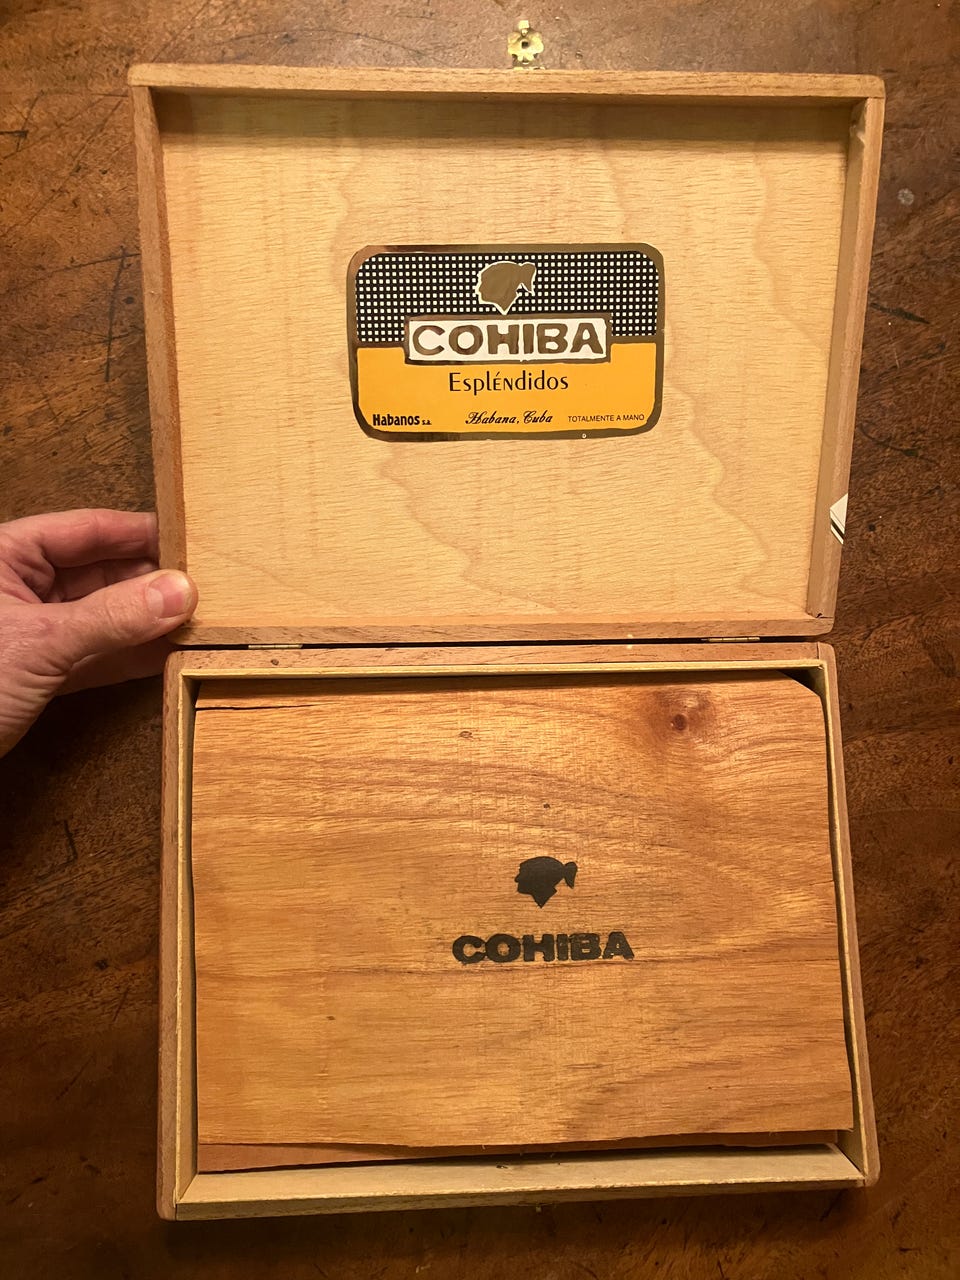 COHIBA
Espléndidos
Habanos s.a. Habana, Cuba TOTALMENTE A MANO
COHIBA